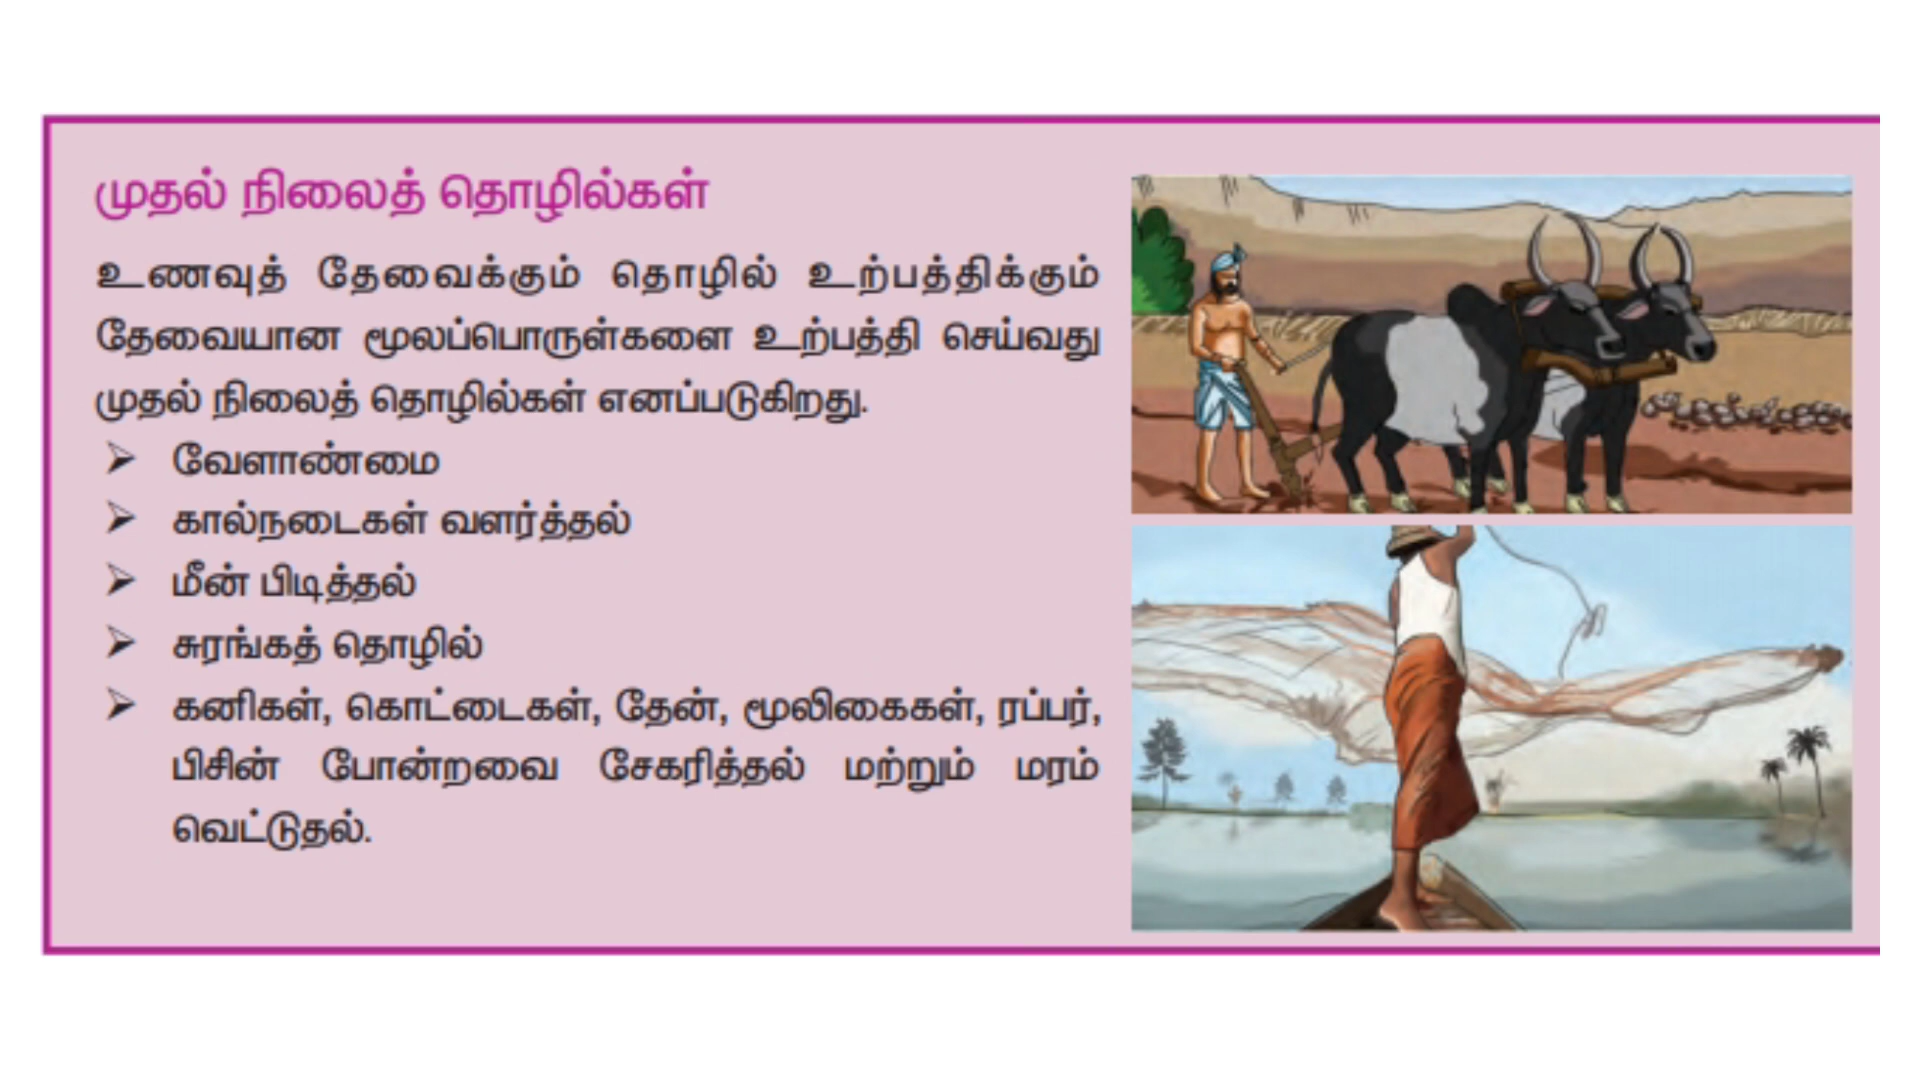 முதல் நிலைத் தொழில்கள்
உணவுத் தேவைக்கும் தொழில் உற்பத்திக்கும்
தேவையான மூலப்பொருள்களை உற்பத்தி செய்வது
முதல் நிலைத் தொழில்கள் எனப்படுகிறது.
➢ வேளாண்மை
➢ கால்நடைகள் வளர்த்தல்
➢ மீன் பிடித்தல்
➢ சுரங்கத் தொழில்
➢ கனிகள், கொட்டைகள், தேன், மூலிகைகள், ரப்பர்,
பிசின் போன்றவை சேகரித்தல் மற்றும் மரம்
வெட்டுதல்.